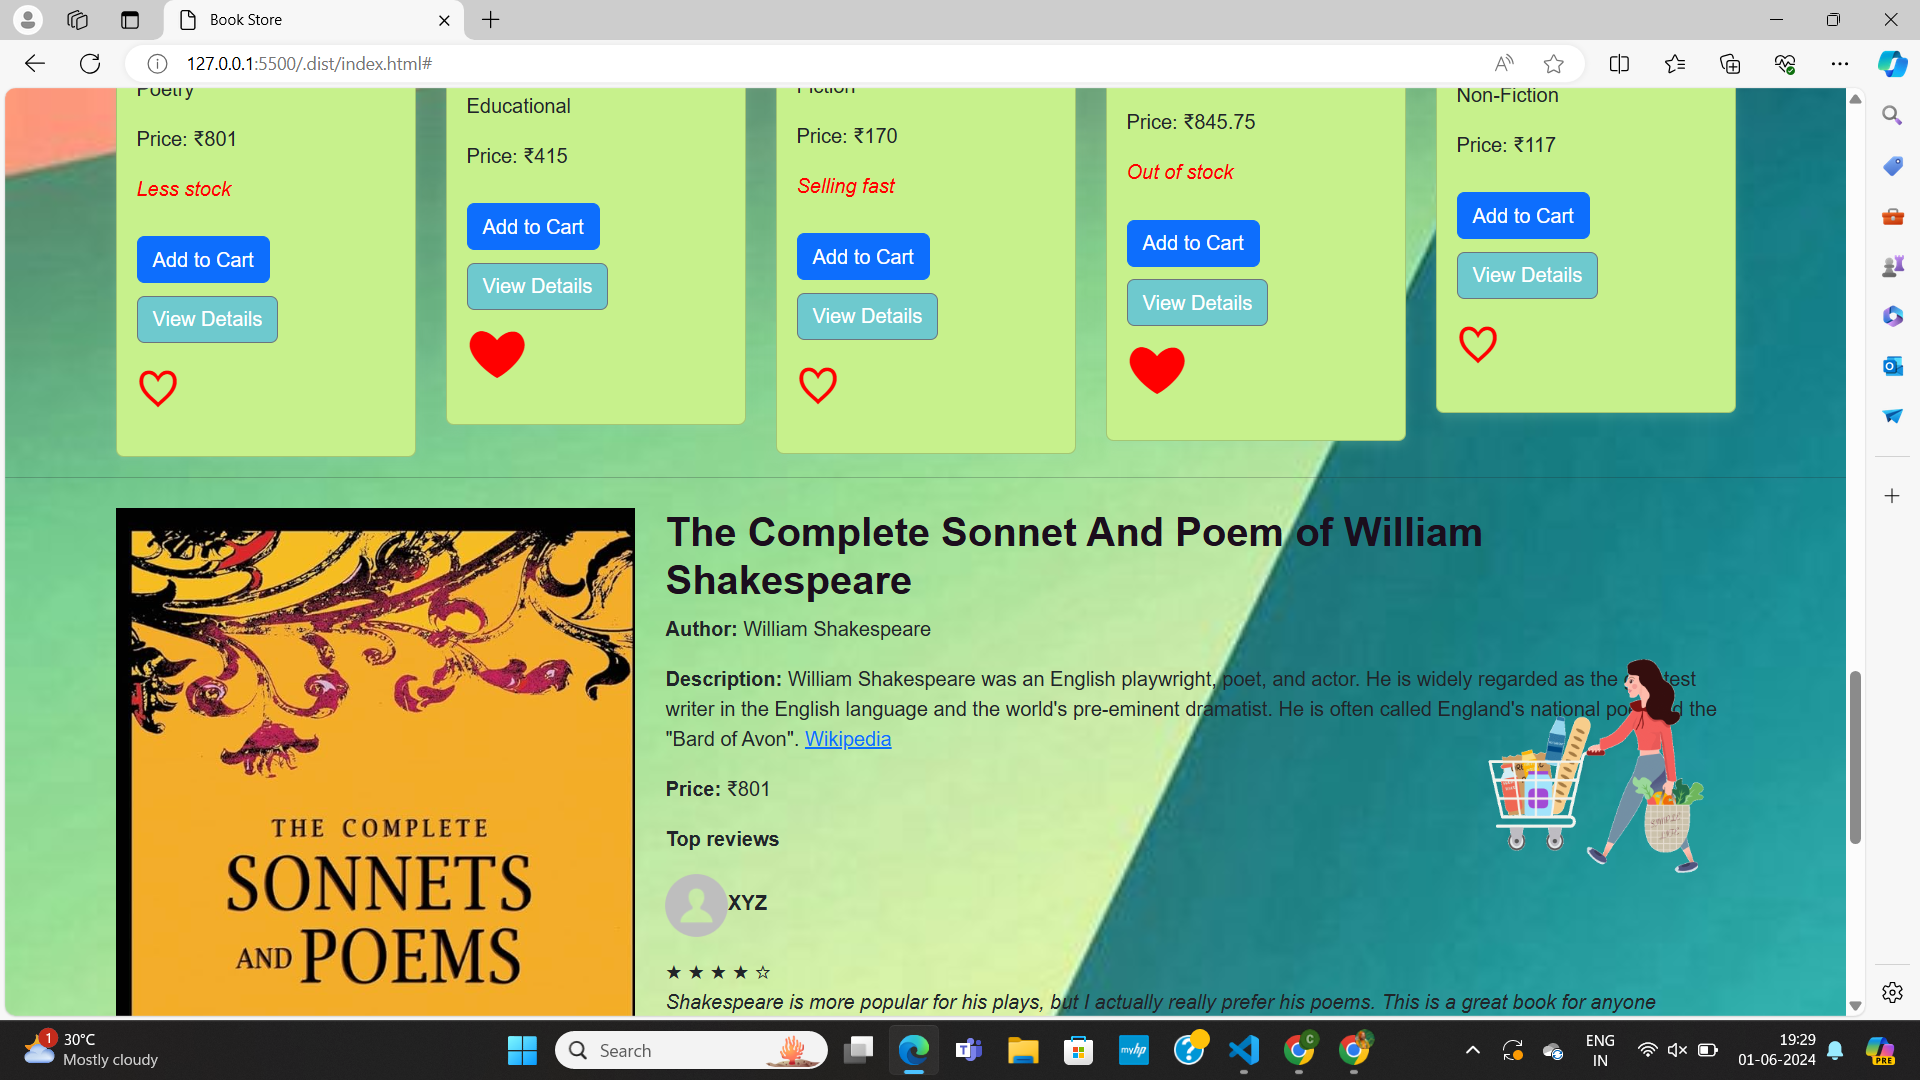 Book Store
127.0.0.1:5500/.dist/index.html#
Poetry
Price: ₹801
Less stock
Add to Cart
View Details
Educational
Price: ₹415
Add to Cart
View Details
Fiction
Price: ₹170
Selling fast
Add to Cart
View Details
Price: ₹845.75
Out of stock
Add to Cart
View Details
Non-Fiction
Price: ₹117
Add to Cart
View Details
THE COMPLETE
SONNETS
AND POEMS
The Complete Sonnet And Poem of William
Shakespeare
Author: William Shakespeare
Description: William Shakespeare was an English playwright, poet, and actor. He is widely regarded as the
writer in the English language and the world's pre-eminent dramatist. He is often called England's national the
"Bard of Avon". Wikipedia
Price: ₹801
Top reviews
XYZ
★ ★ ★ ★ ☆
Shakespeare is more popular for his plays, but I actually really prefer his poems. This is a great book for anyone
1
30°C
Mostly cloudy
Search
myhp
C
ENG
IN
19:29
01-06-2024
PRE